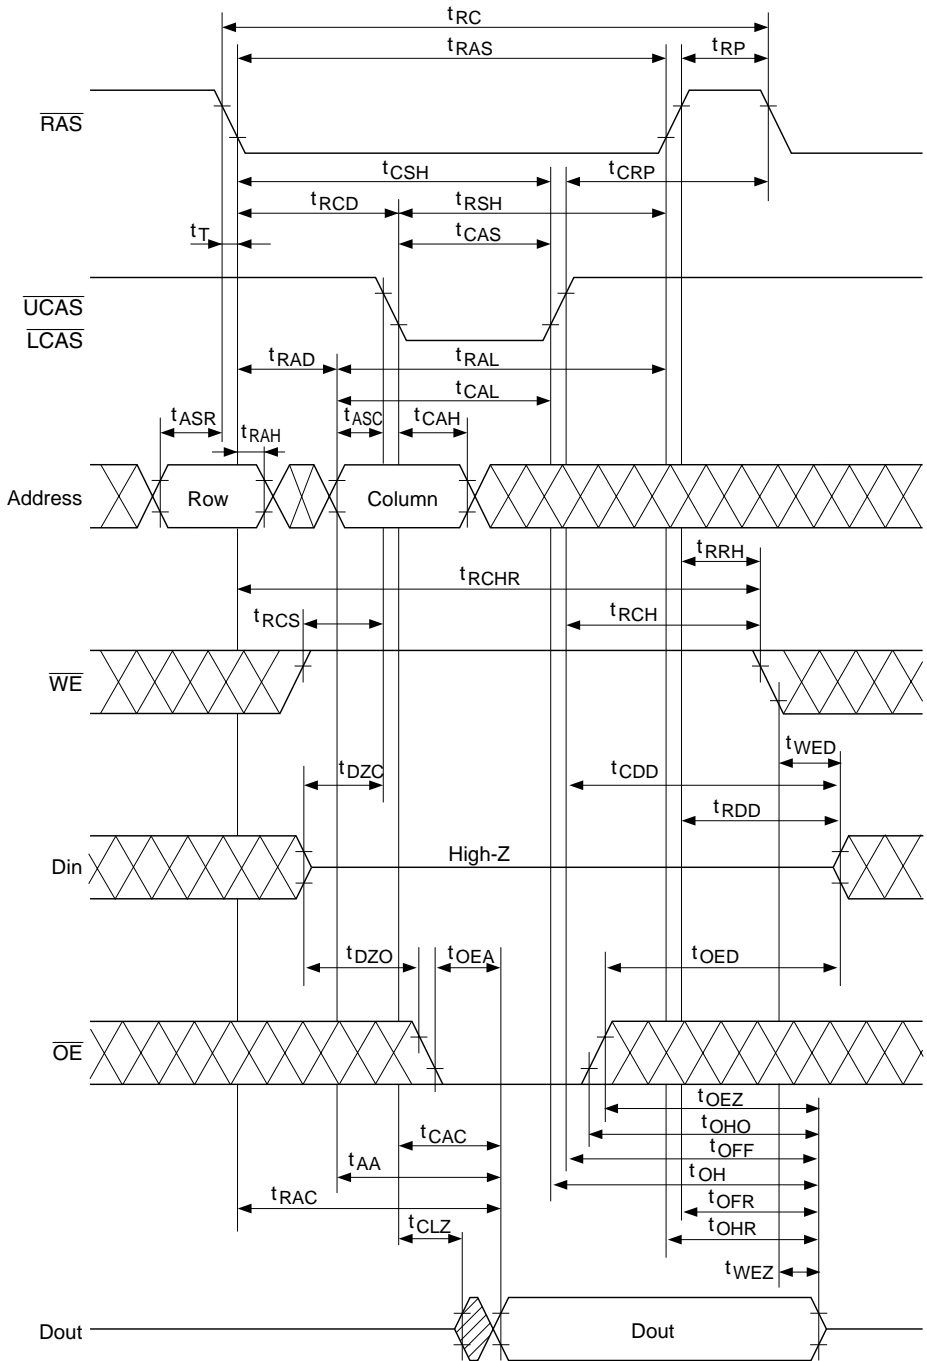 tRC
tRAS
tRP
RAS
tCSH
tCRP
tRCD
tRSH
tT
tCAS
UCAS
LCAS
tRAD
tRAL
tCAL
tASR
tASC
tCAH
tRAH
Address
Row
Column
tRRH
tRCHR
tRCS
tRCH
WE
tWED
tDZC
tCDD
tRDD
Din
High-Z
tDZO
tOEA
tOED
OE
tOEZ
tOHO
tCAC
tOFF
tAA
tOH
tRAC
tOFR
tCLZ
tOHR
tWEZ
Dout
Dout